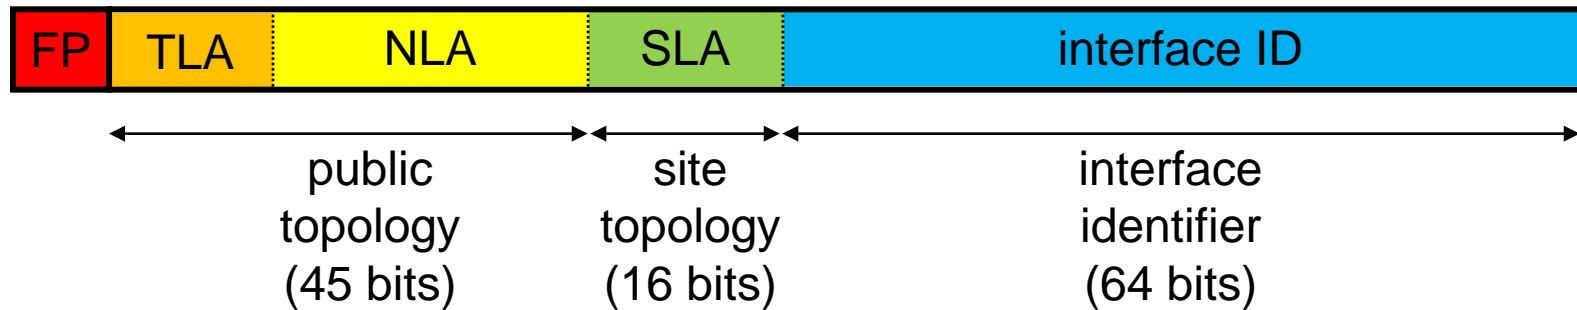 FP TLA NLA SLA interface ID
public site interface
topology topology identifier
(45 bits) (16 bits) (64 bits)